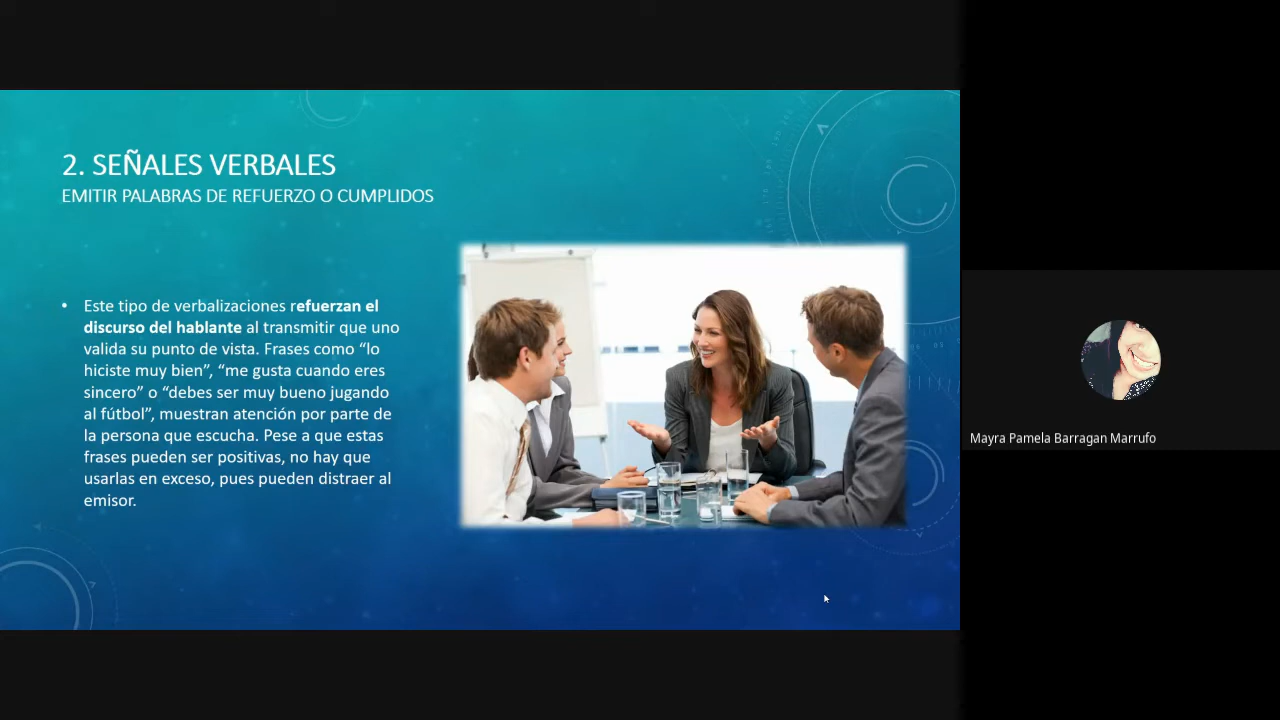 2. SEÑALES VERBALES
EMITIR PALABRAS DE REFUERZO O CUMPLIDOS
• Este tipo de verbalizaciones refuerzan el
discurso del hablante al transmitir que uno
valida su punto de vista. Frases como “lo
hiciste muy bien”, “me gusta cuando eres
sincero” o “debes ser muy bueno jugando
al fútbol”, muestran atención por parte de
la persona que escucha. Pese a que estas
frases pueden ser positivas, no hay que
usarlas en exceso, pues pueden distraer al
emisor.
Mayra Pamela Barragan Marrufo